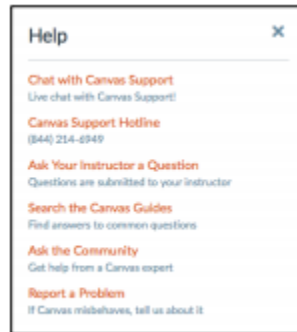 Help
Chat with Canvas Support
Live chat with Canvas Support!
Canvas Support Hotline
(844) 214-6949
Ask Your Instructor a Question
Questions are submitted to your instructor
Search the Canvas Guides
Find answers to common questions
Ask the Community
Get help from a Canvas expert
Report a Problem
If Canvas misbehaves, tell us about it